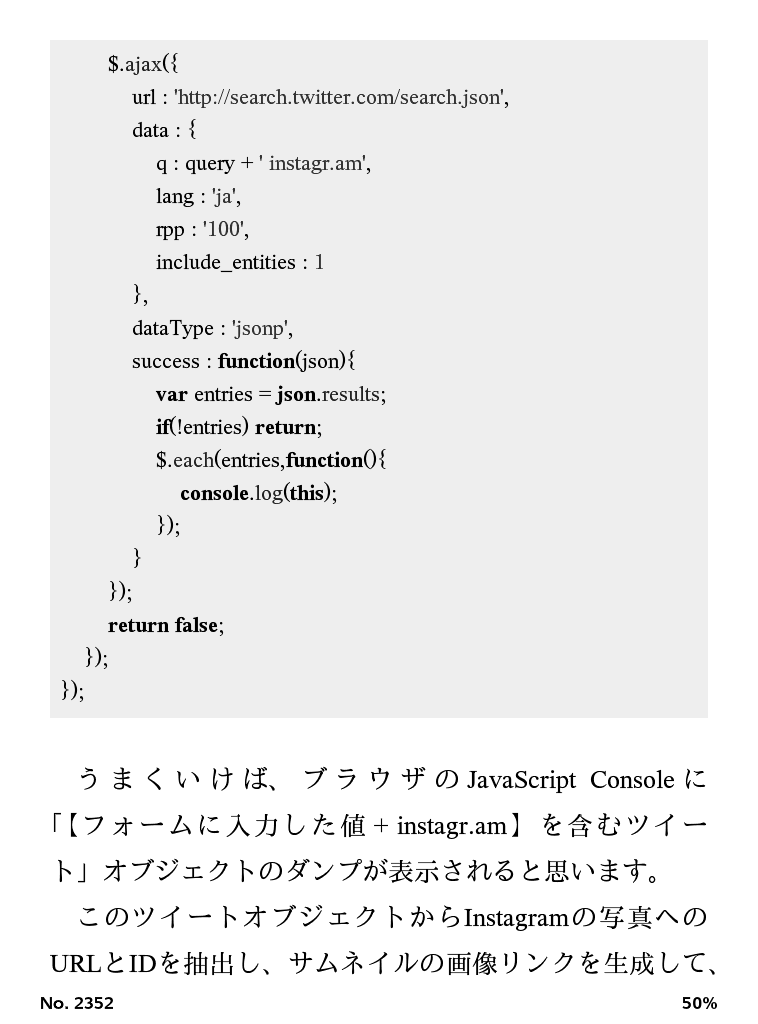 $.ajax({
url : 'http://search.twitter.com/search.json',
data : {
q : query + ' instagr.am',
lang : 'ja',
rpp : '100',
include_entities : 1
},
dataType : 'jsonp',
success : function(json){
var entries = json.results;
if(!entries) return;
$.each(entries,function(){
console.log(this);
});
}
});
return false;
});
});
うまくいけば、ブラウザのJavaScript Consoleに
「【フォームに入力した値 + instagr.am】を含むツイー
ト」オブジェクトのダンプが表示されると思います。
このツイートオブジェクトからInstagramの写真への
URLとIDを抽出し、サムネイルの画像リンクを生成して、
No. 2352
50%